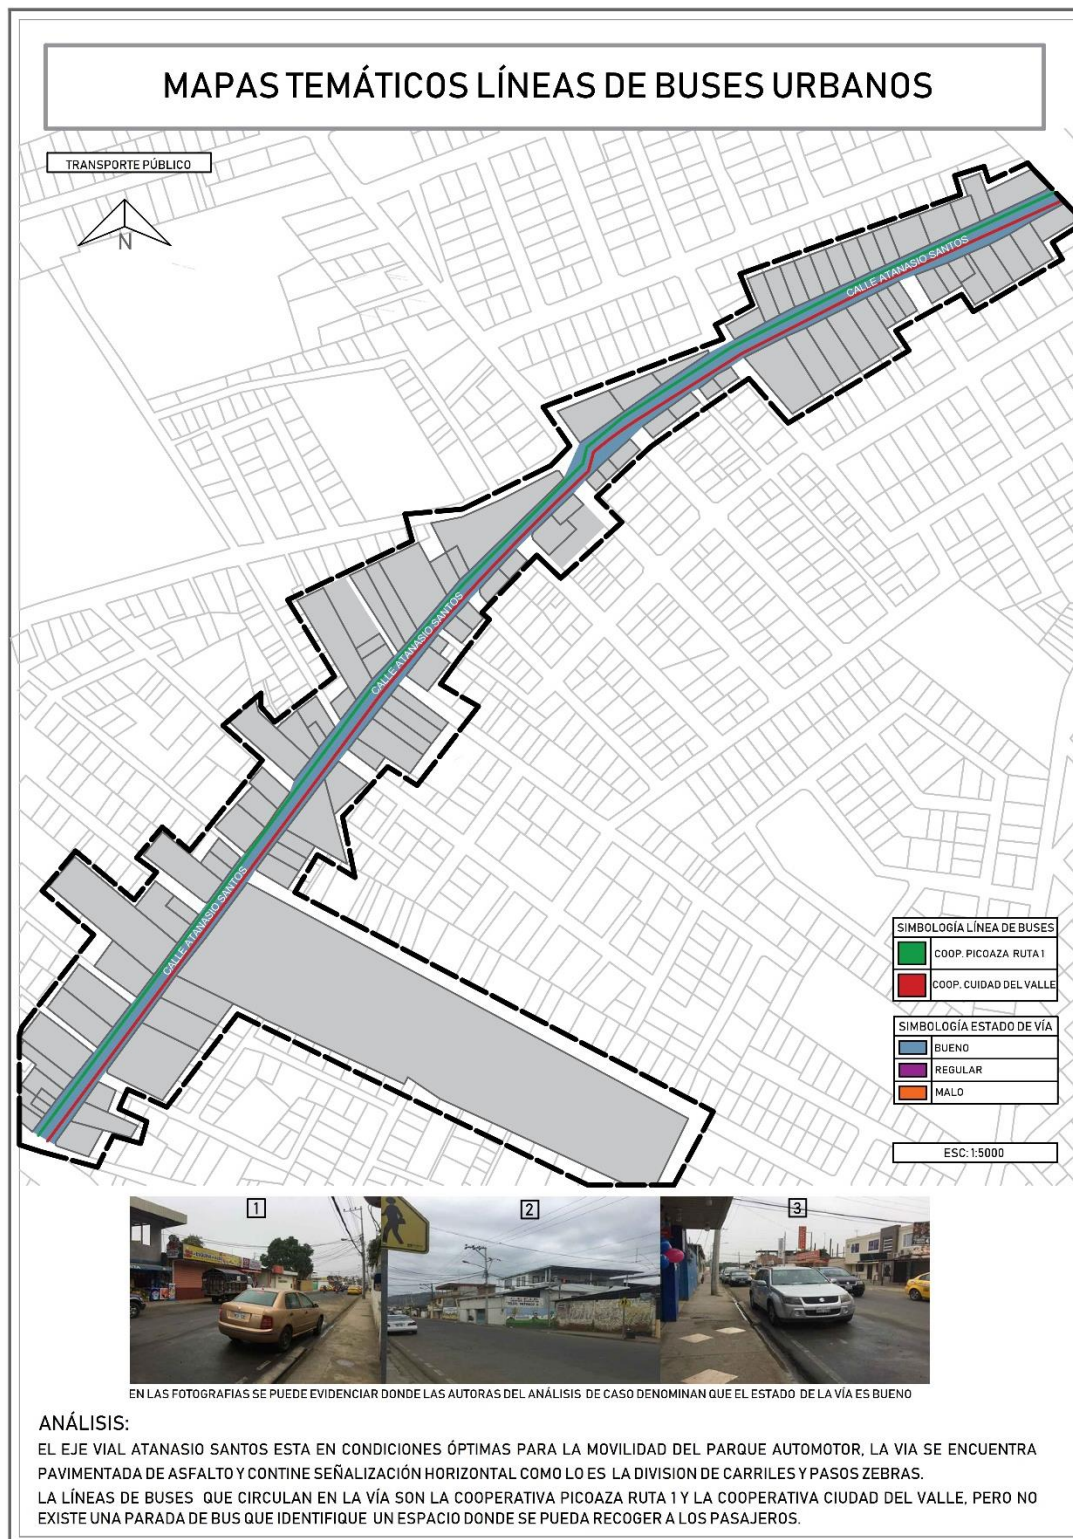 MAPAS TEMÁTICOS LÍNEAS DE BUSES URBANOS
TRANSPORTE PÚBLICO
N
CALLE ATANASIO SANTOS
CALLE ATANASIO SANTOS
CALLE ATANASIO SANTOS
SIMBOLOGÍA LÍNEA DE BUSES
COOP. PICOAZA RUTA 1
COOP. CUIDAD DEL VALLE
SIMBOLOGÍA ESTADO DE VÍA
BUENO
REGULAR
MALO
ESC: 1:5000
1
2
3
EN LAS FOTOGRAFIAS SE PUEDE EVIDENCIAR DONDE LAS AUTORAS DEL ANÁLISIS DE CASO DENOMINAN QUE EL ESTADO DE LA VÍA ES BUENO
ANÁLISIS:
EL EJE VIAL ATANASIO SANTOS ESTA EN CONDICIONES ÓPTIMAS PARA LA MOVILIDAD DEL PARQUE AUTOMOTOR, LA VIA SE ENCUENTRA
PAVIMENTADA DE ASFALTO Y CONTINE SEÑALIZACIÓN HORIZONTAL COMO LO ES LA DIVISION DE CARRILES Y PASOS ZEBRAS.
LA LÍNEAS DE BUSES QUE CIRCULAN EN LA VÍA SON LA COOPERATIVA PICOAZA RUTA 1 Y LA COOPERATIVA CIUDAD DEL VALLE, PERO NO
EXISTE UNA PARADA DE BUS QUE IDENTIFIQUE UN ESPACIO DONDE SE PUEDA RECOGER A LOS PASAJEROS.